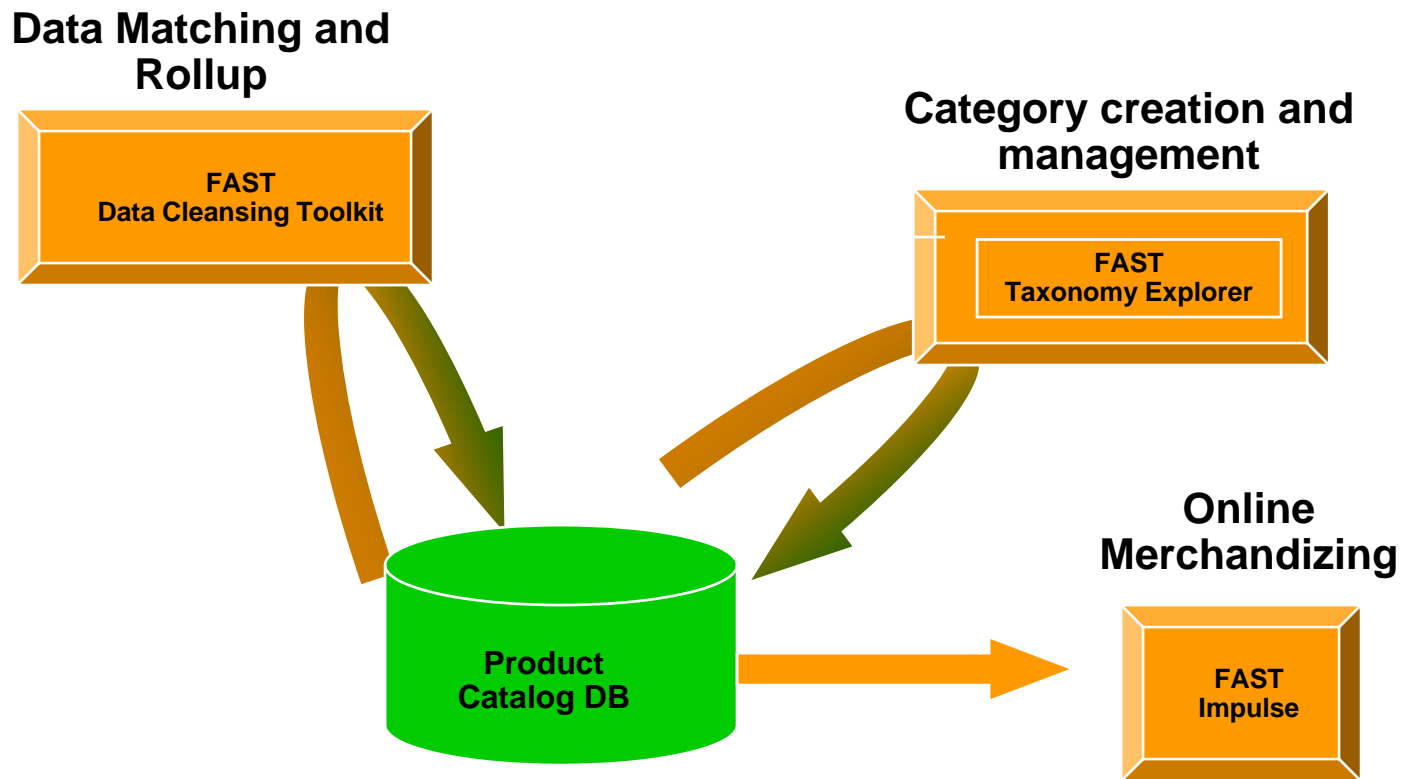 Data Matching and
Rollup
FAST
Data Cleansing Toolkit
Category creation and
management
FAST
Taxonomy Explorer
Online
Merchandizing
Product
Catalog DB
FAST
Impulse